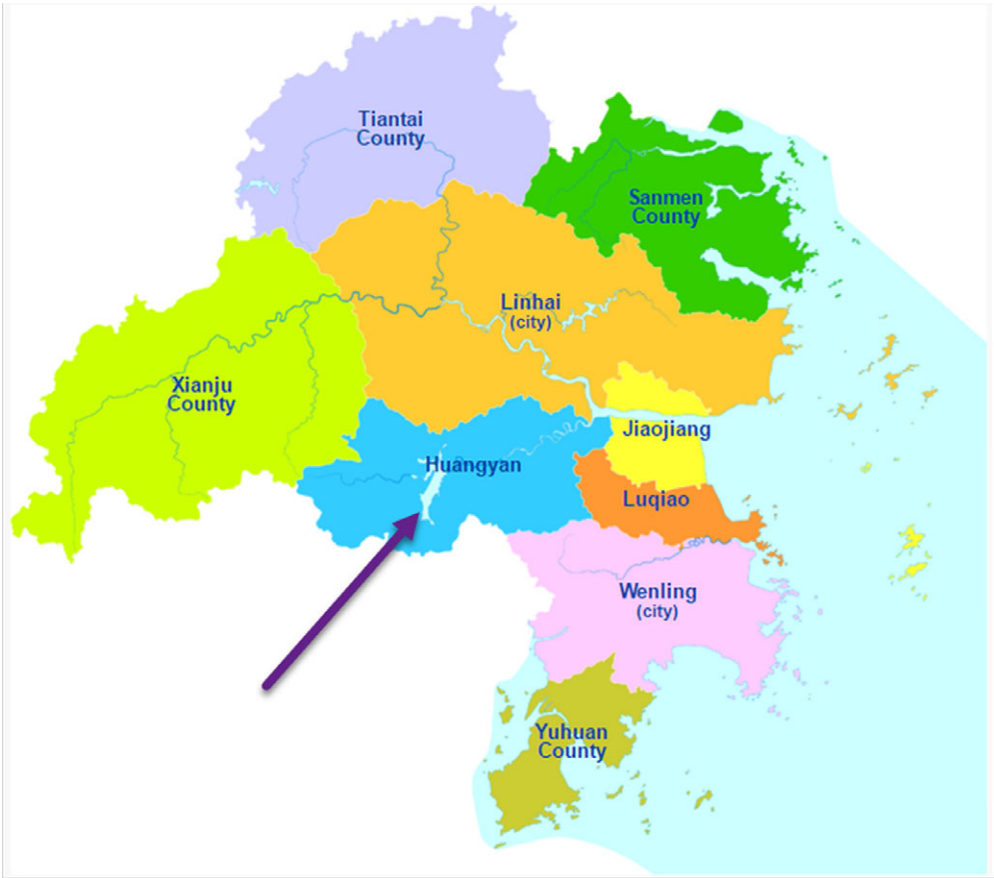 Tiantai
County
Sanmen
County
Linhai
(city)
Xianju
County
Jiaojiang
Huangyan
Luqiao
Wenling
(city)
Yuhuan
County